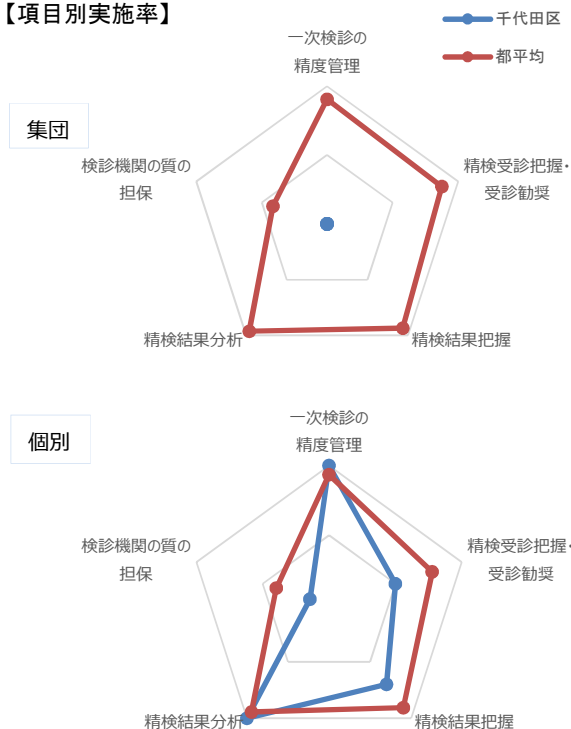 【項目別実施率】
千代田区
都平均
集団
一次検診の
精度管理
精検受診把握・
受診勧奨
検診機関の質の
担保
精検結果分析
精検結果把握
個別
一次検診の
精度管理
精検受診把握・
受診勧奨
検診機関の質の
担保
精検結果分析
精検結果把握